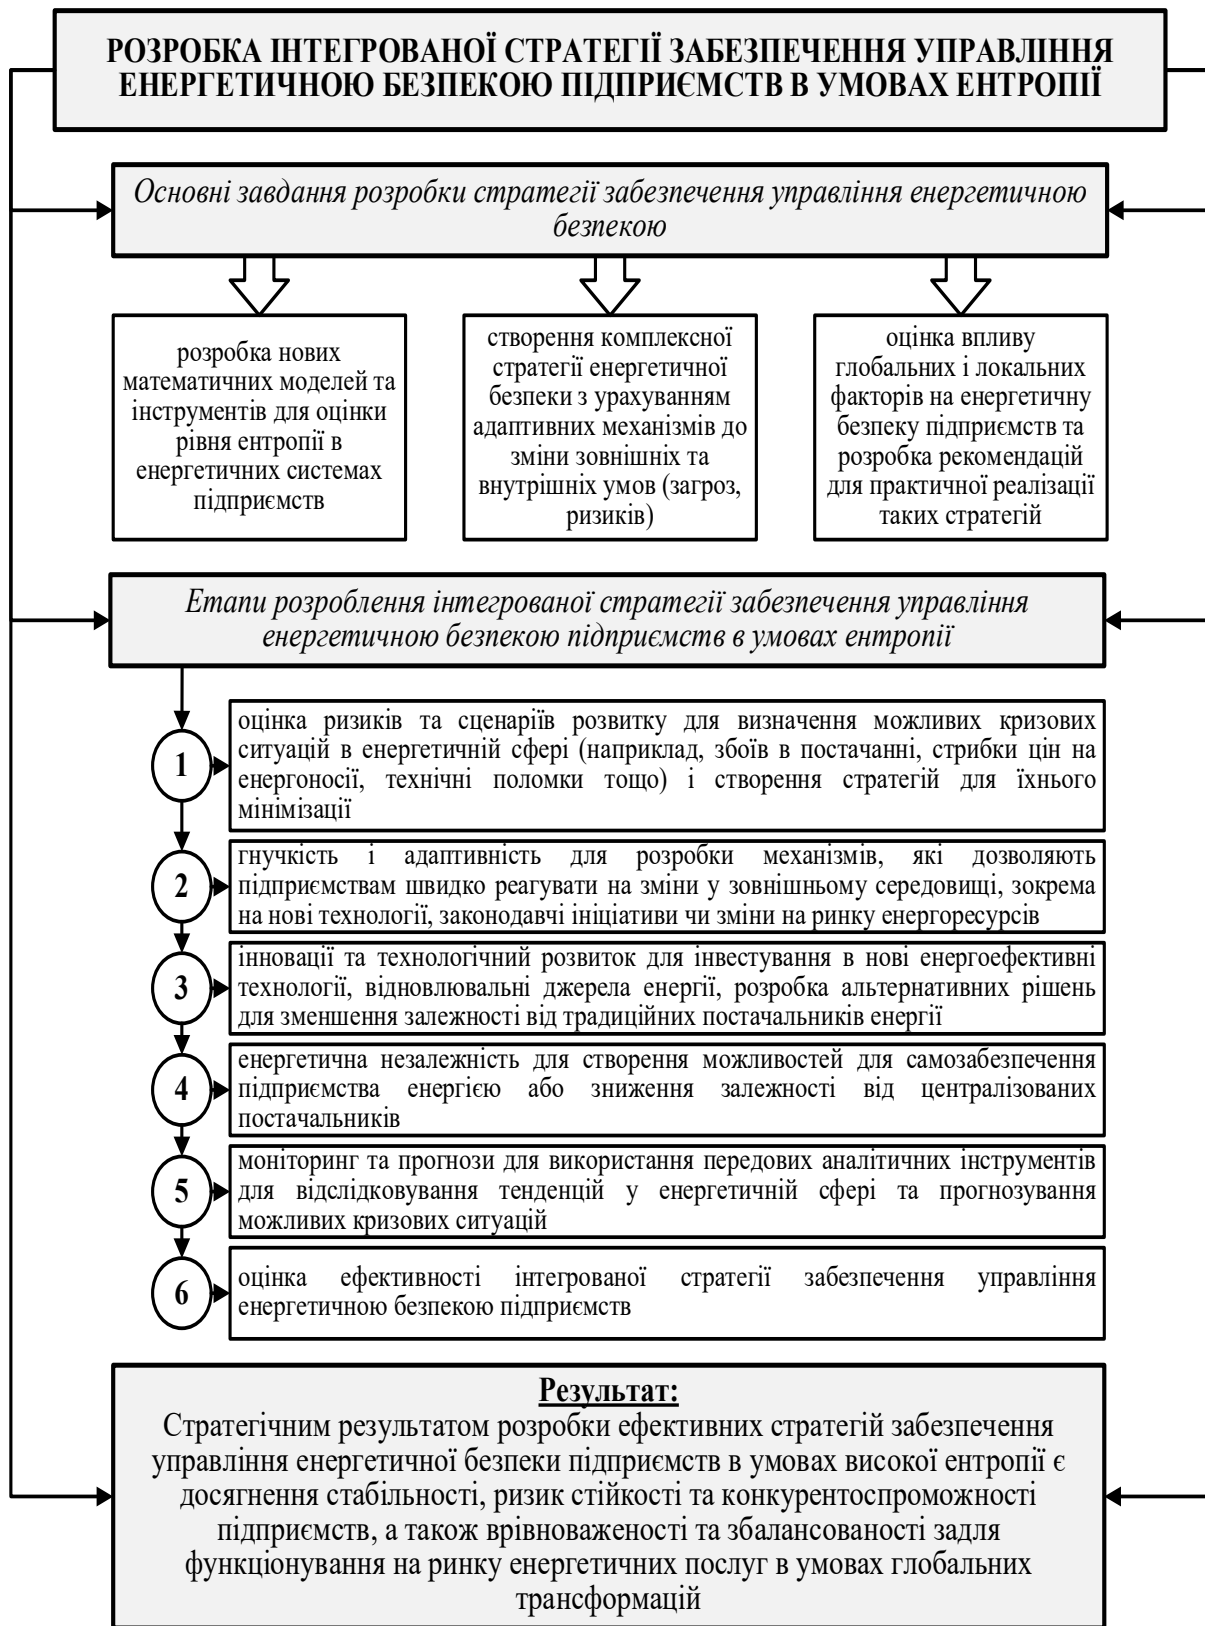 РОЗРОБКА ІНТЕГРОВАНОЇ СТРАТЕГІЇ ЗАБЕЗПЕЧЕННЯ УПРАВЛІННЯ
ЕНЕРГЕТИЧНОЮ БЕЗПЕКОЮ ПІДПРИЄМСТВ В УМОВАХ ЕНТРОПІЇ
Основні завдання розробки стратегії забезпечення управління енергетичною
безпекою
розробка нових
математичних моделей та
інструментів для оцінки
рівня ентропії в
енергетичних системах
підприємств
створення комплексної
стратегії енергетичної
безпеки з урахуванням
адаптивних механізмів до
зміни зовнішніх та
внутрішніх умов (загроз,
ризиків)
оцінка впливу
глобальних і локальних
факторів на енергетичну
безпеку підприємств та
розробка рекомендацій
для практичної реалізації
таких стратегій
Етапи розроблення інтегрованої стратегії забезпечення управління
енергетичною безпекою підприємств в умовах ентропії
1
оцінка ризиків та сценаріїв розвитку для визначення можливих кризових
ситуацій в енергетичній сфері (наприклад, збоїв в постачанні, стрибки цін на
енергоносії, технічні поломки тощо) і створення стратегій для їхнього
мінімізації
2
гнучкість і адаптивність для розробки механізмів, які дозволяють
підприємствам швидко реагувати на зміни у зовнішньому середовищі, зокрема
на нові технології, законодавчі ініціативи чи зміни на ринку енергоресурсів
3
інновації та технологічний розвиток для інвестування в нові енергоефективні
технології, відновлювальні джерела енергії, розробка альтернативних рішень
для зменшення залежності від традиційних постачальників енергії
4
енергетична незалежність для створення можливостей для самозабезпечення
підприємства енергією або зниження залежності від централізованих
постачальників
5
моніторинг та прогнози для використання передових аналітичних інструментів
для відслідковування тенденцій у енергетичній сфері та прогнозування
можливих кризових ситуацій
6
оцінка ефективності інтегрованої стратегії забезпечення управління
енергетичною безпекою підприємств
Результат:
Стратегічним результатом розробки ефективних стратегій забезпечення
управління енергетичної безпеки підприємств в умовах високої ентропії є
досягнення стабільності, ризик стійкості та конкурентоспроможності
підприємств, а також врівноваженості та збалансованості задля
функціонування на ринку енергетичних послуг в умовах глобальних
трансформацій